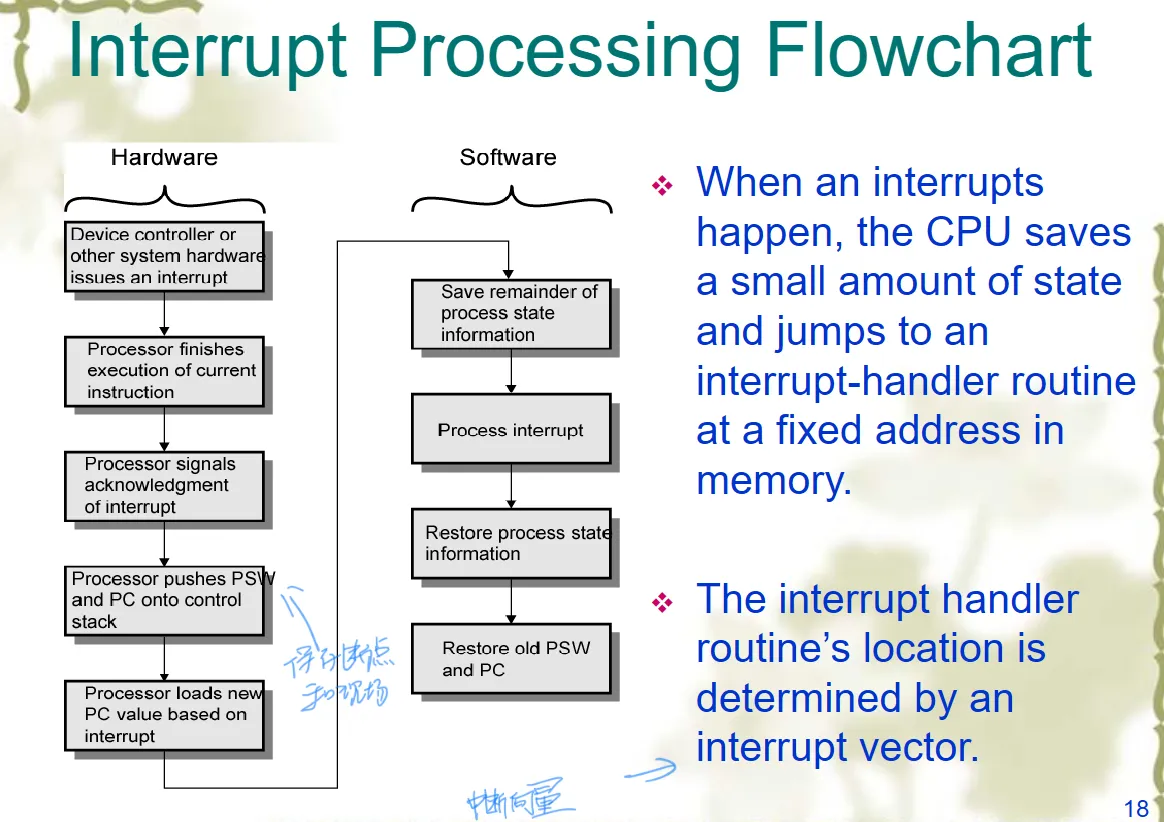 Interrupt Processing Flowchart
Hardware
Device controller or
other system hardware
issues an interrupt
Processor finishes
execution of current
instruction
Processor signals
acknowledgment
of interrupt
Processor pushes PSW
and PC onto control
stack
保存断点
和现场
Processor loads new
PC value based on
interrupt
Software
Save remainder of
process state
information
Process interrupt
Restore process state
information
Restore old PSW
and PC
❖ When an interrupts
happen, the CPU saves
a small amount of state
and jumps to an
interrupt-handler routine
at a fixed address in
memory.
❖ The interrupt handler
routine’s location is
determined by an
interrupt vector.
中断向量
18